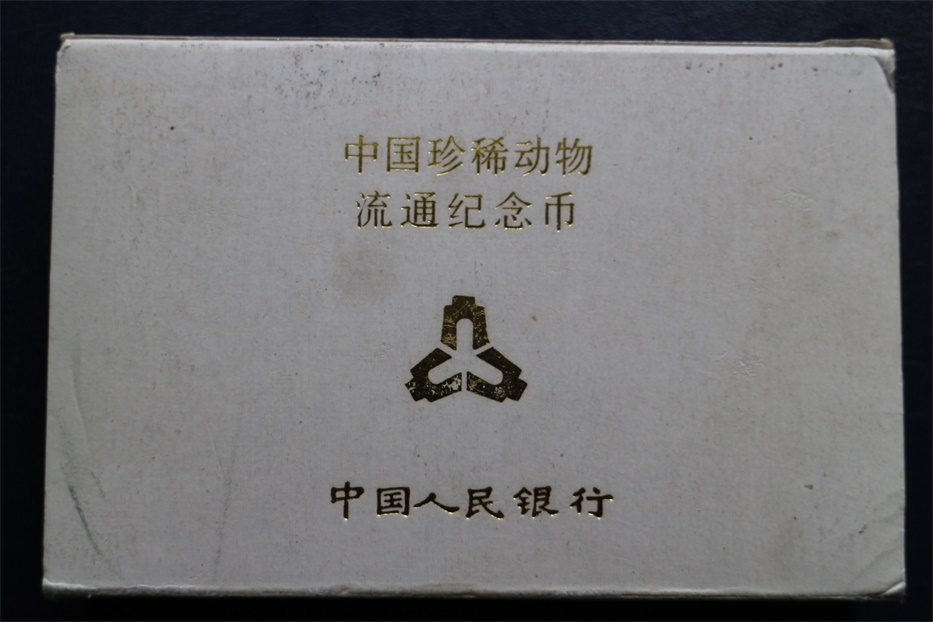 中国珍稀动物
流通纪念币
中国人民银行